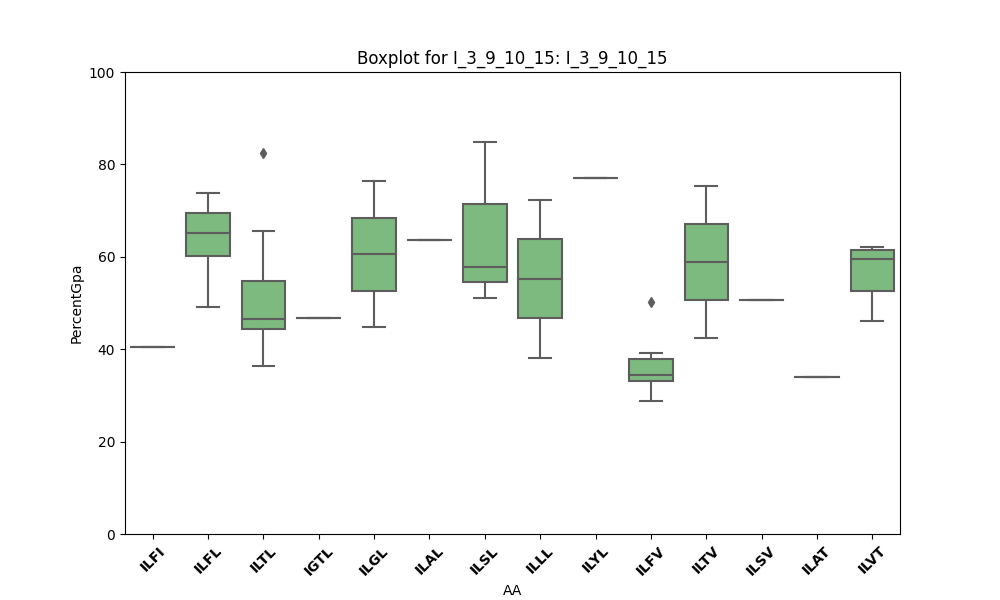 Boxplot for I_3_9_10_15: I_3_9_10_15
100
80
60
40
20
0
PercentGpa
ILFI ILFL ILTL IGTL ILGL ILAL ILSL ILLL ILYL ILFV ILTV ILSV ILAT ILVT
AA